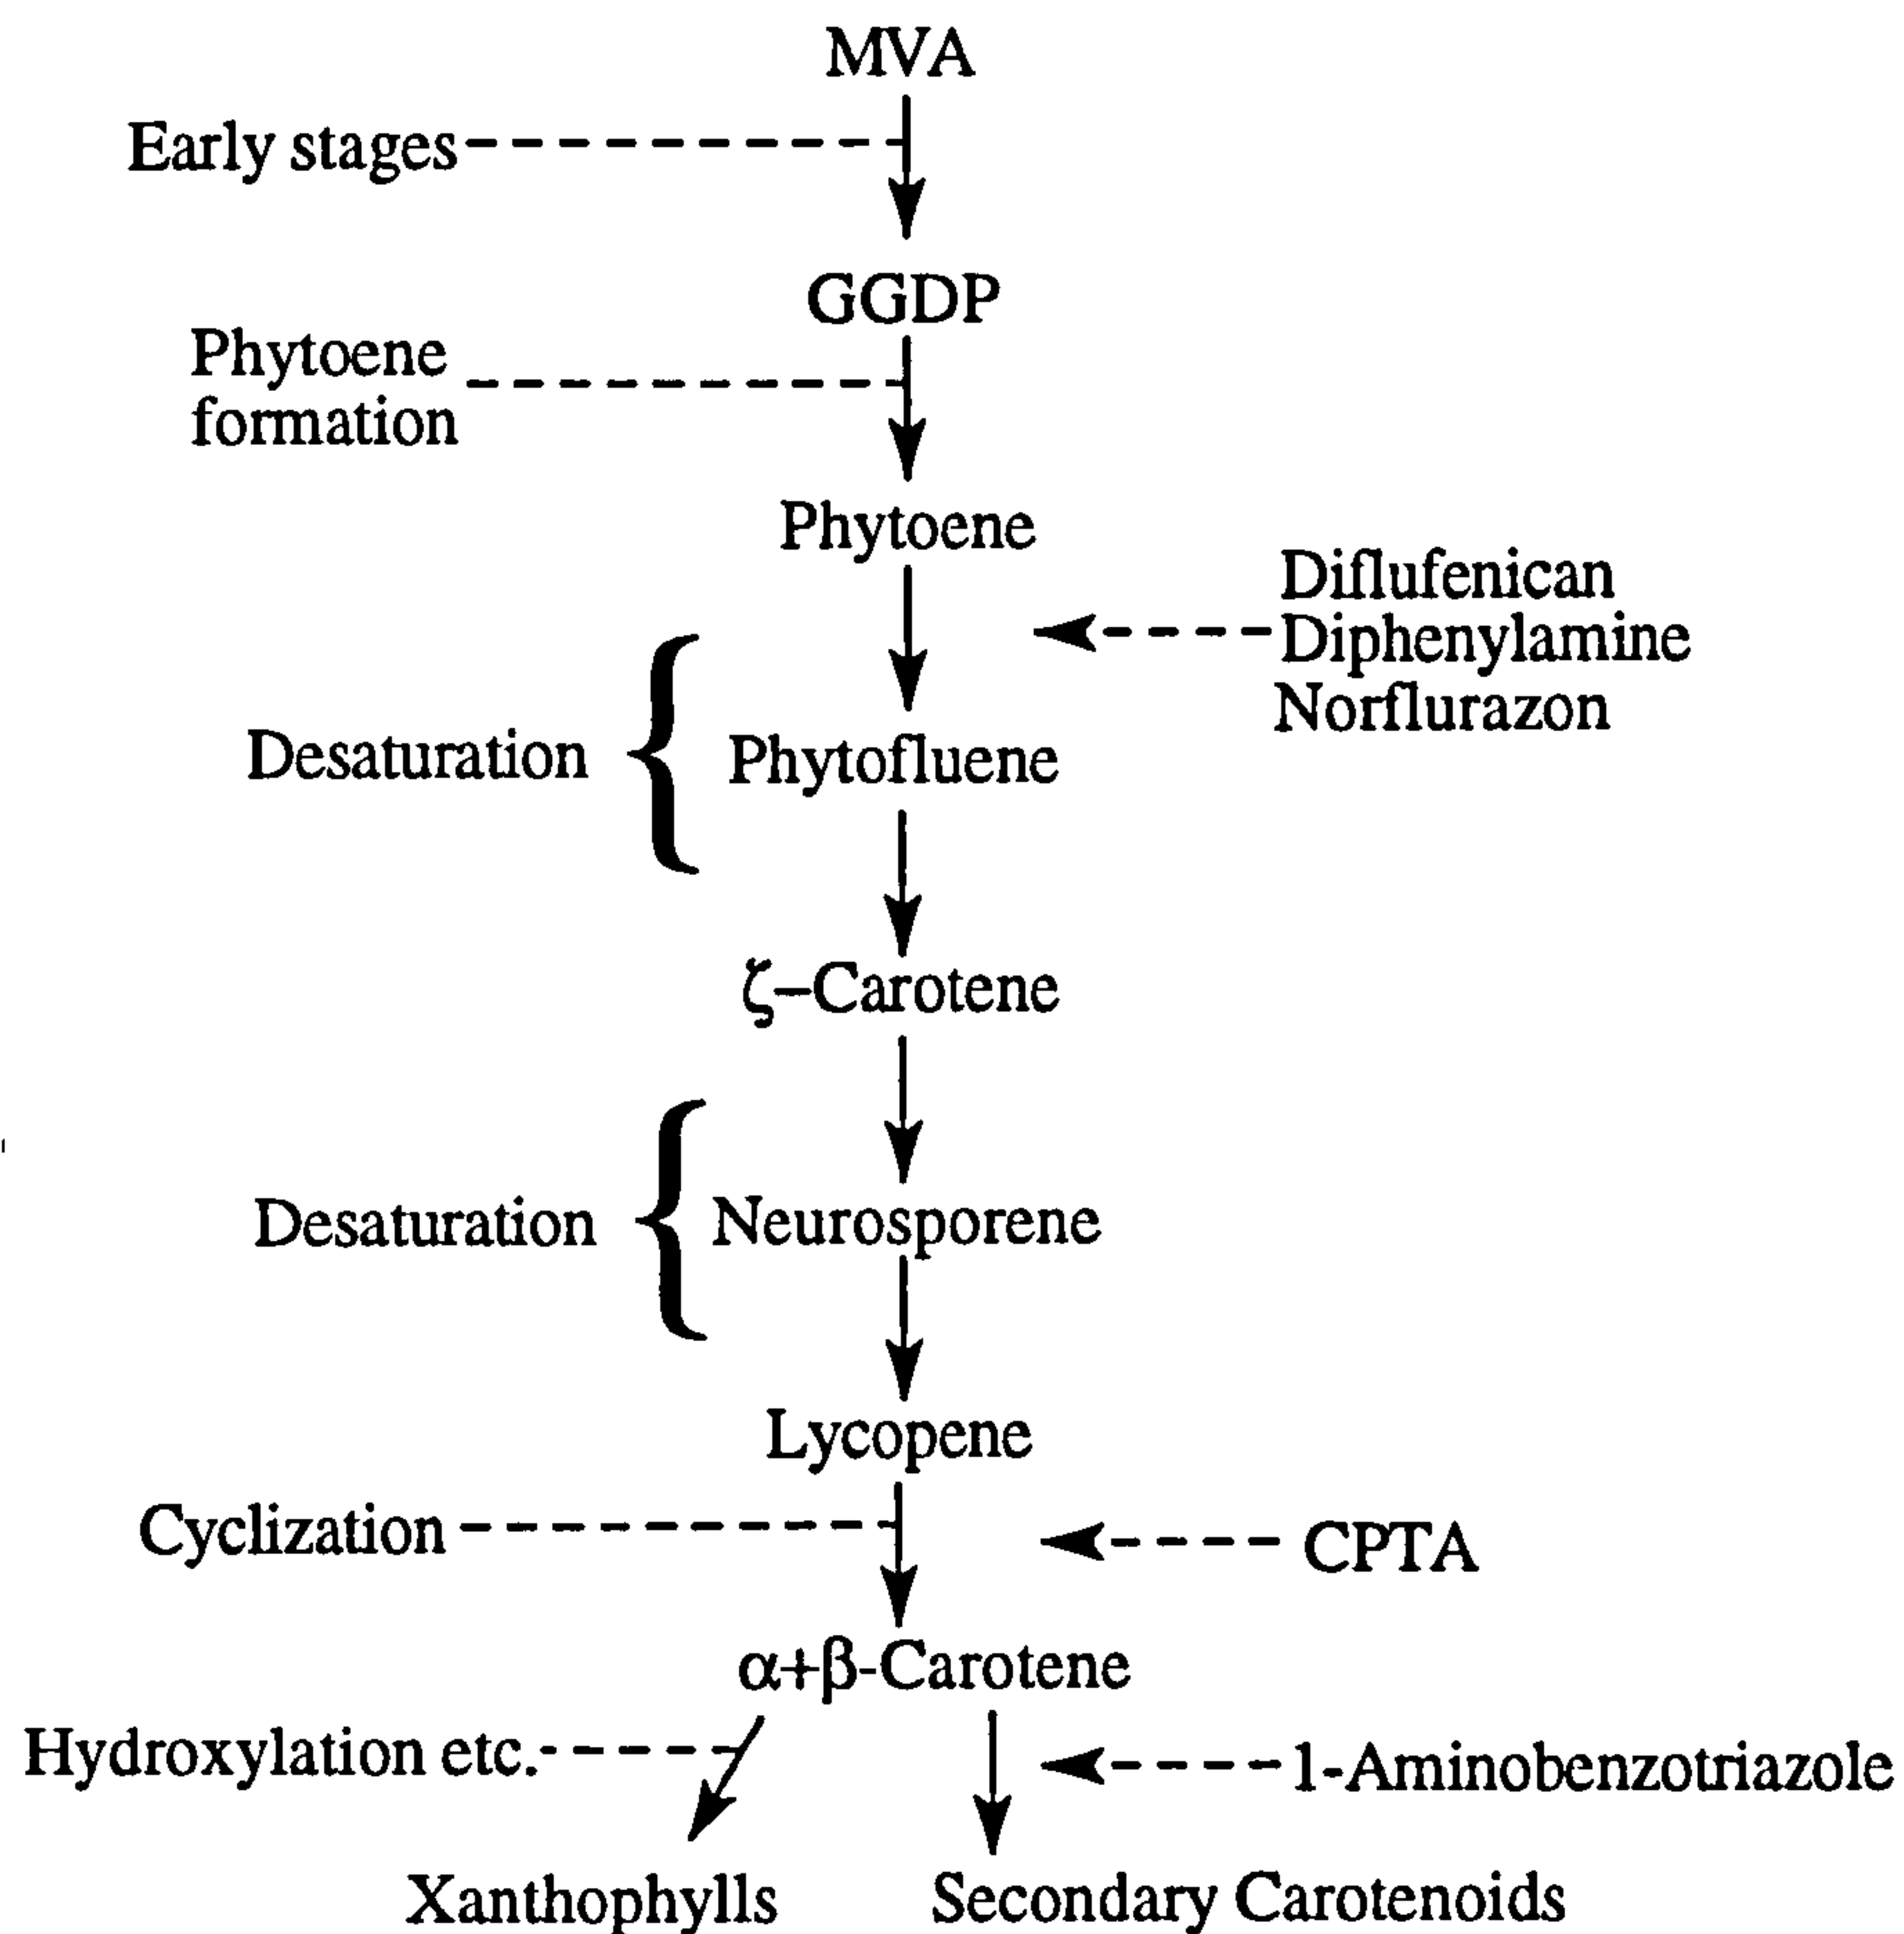 MVA
Early stages
GGDP
Phytoene
formation
Phytoene
Diflufenican
Diphenylamine
Norflurazon
Desaturation
Phytofluene
ζ–Carotene
Desaturation
Neurosporene
Lycopene
Cyclization
CPTA
α+β-Carotene
Hydroxylation etc.
1-Aminobenzotriazole
Xanthophylls
Secondary Carotenoids